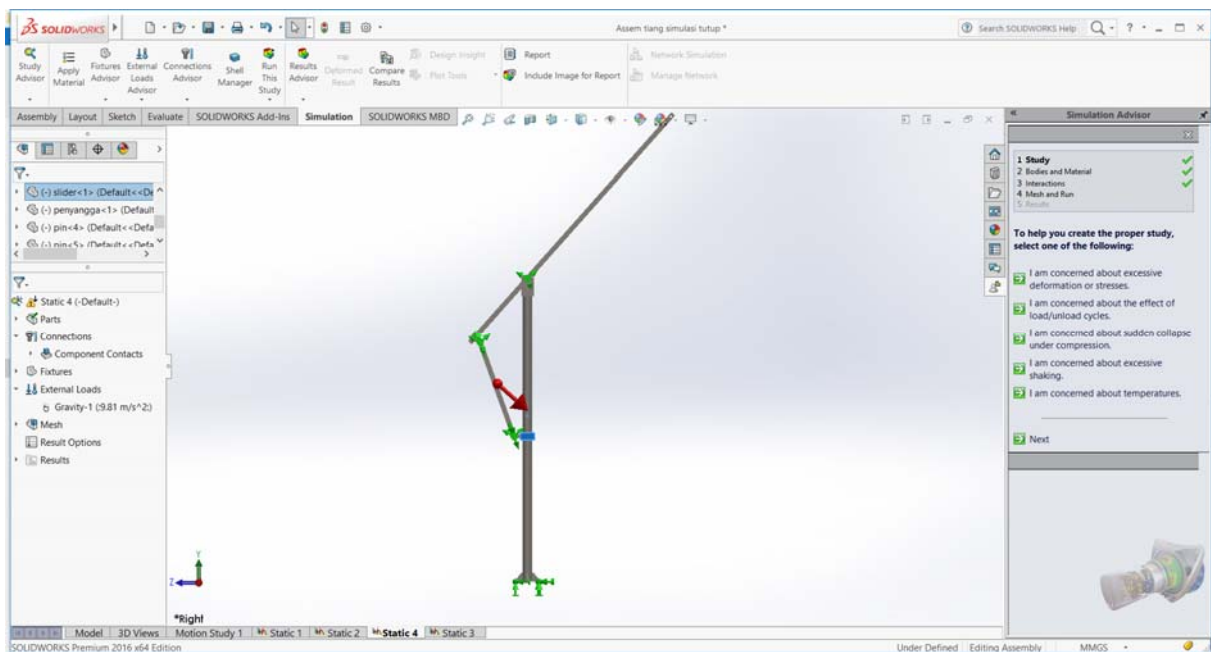 SOLIDWORKS
Assem tiang simulasi tutup *
Search SOLIDWORKS Help
Study Advisor
Apply Material
Fixtures Advisor
External Loads Advisor
Connections Advisor
Shell Manager
Run This Study
Results Advisor
Deformed Result
Compare Results
Design Insight
Plot Tools
Report
Include Image for Report
Network Simulation
Manage Network
Assembly Layout Sketch Evaluate SOLIDWORKS Add-Ins Simulation SOLIDWORKS MBD
Simulation Advisor
(-) slider<1> (Default<<De
(-) penyangga<1> (Default
(-) pin<4> (Default<<Defa
(-) pin<5> (Default<<Defa
Static 4 (-Default-)
Parts
Connections
Component Contacts
Fixtures
External Loads
Gravity-1 (:9.81 m/s^2:)
Mesh
Result Options
Results
1 Study
2 Bodies and Material
3 Interactions
4 Mesh and Run
5 Results
To help you create the proper study,
select one of the following:
I am concerned about excessive
deformation or stresses.
I am concerned about the effect of
load/unload cycles.
I am concerned about sudden collapse
under compression.
I am concerned about excessive
shaking.
I am concerned about temperatures.
Next
Y
Z
*Right
Model 3D Views Motion Study 1 Static 1 Static 2 Static 4 Static 3
SOLIDWORKS Premium 2016 x64 Edition
Under Defined Editing Assembly MMGS